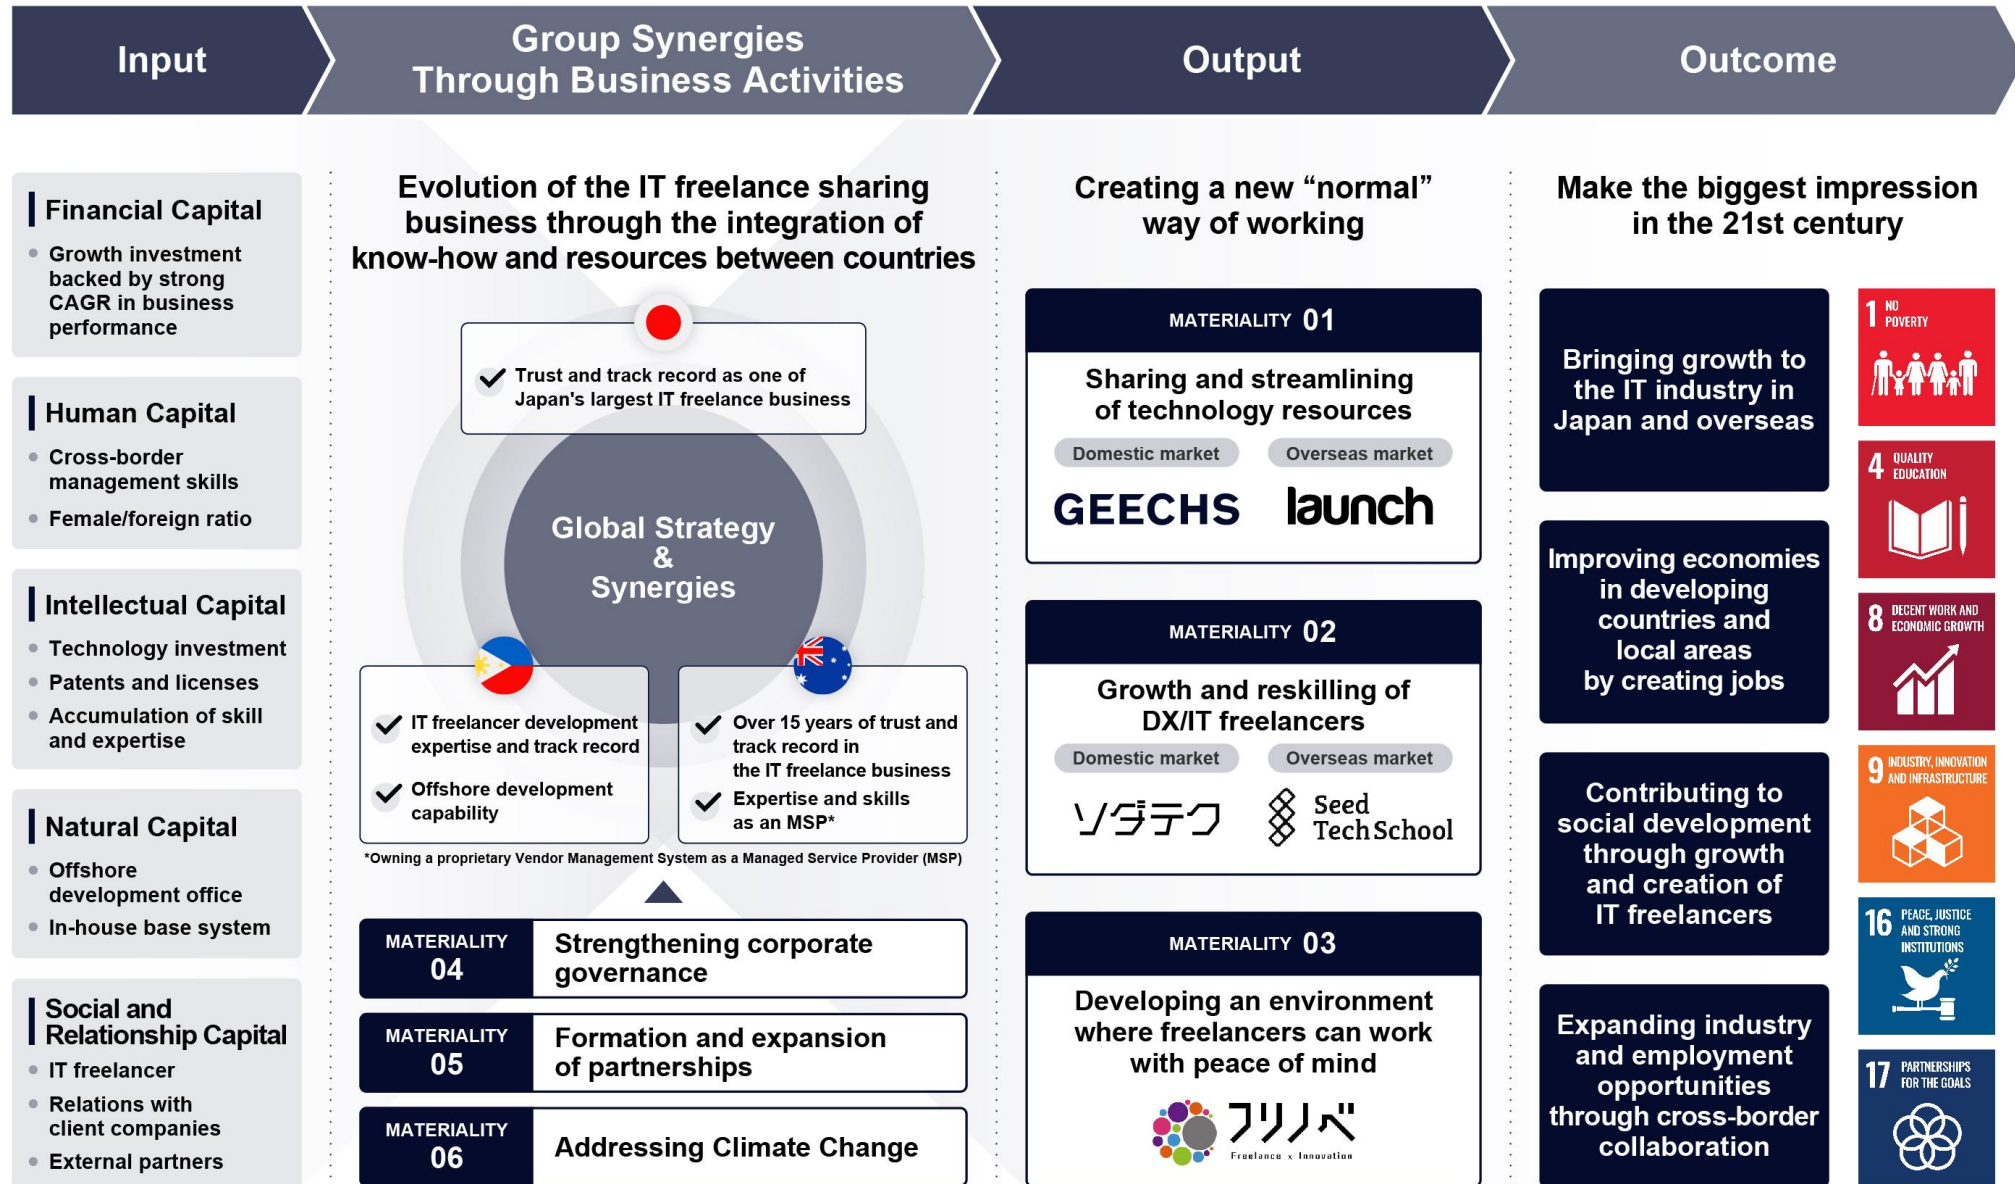 Input
Group Synergies
Through Business Activities
Output
Outcome
Financial Capital
Growth investment
backed by strong
CAGR in business
performance
Human Capital
Cross-border
management skills
Female/foreign ratio
Intellectual Capital
Technology investment
Patents and licenses
Accumulation of skill
and expertise
Natural Capital
Offshore
development office
In-house base system
Social and
Relationship Capital
IT freelancer
Relations with
client companies
External partners
Evolution of the IT freelance sharing
business through the integration of
know-how and resources between countries
Trust and track record as one of
Japan's largest IT freelance business
Global Strategy
&
Synergies
IT freelancer development
expertise and track record
Offshore development
capability
Over 15 years of trust and
track record in
the IT freelance business
Expertise and skills
as an MSP*
*Owning a proprietary Vendor Management System as a Managed Service Provider (MSP)
MATERIALITY
04
Strengthening corporate
governance
MATERIALITY
05
Formation and expansion
of partnerships
MATERIALITY
06
Addressing Climate Change
Creating a new “normal”
way of working
MATERIALITY 01
Sharing and streamlining
of technology resources
Domestic market
Overseas market
GEECHS
launch
MATERIALITY 02
Growth and reskilling of
DX/IT freelancers
Domestic market
Overseas market
ソダテク
Seed
Tech School
MATERIALITY 03
Developing an environment
where freelancers can work
with peace of mind
フリノベ
Freelance x Innovation
Make the biggest impression
in the 21st century
Bringing growth to
the IT industry in
Japan and overseas
Improving economies
in developing
countries and
local areas
by creating jobs
Contributing to
social development
through growth
and creation of
IT freelancers
Expanding industry
and employment
opportunities
through cross-border
collaboration
1 NO
POVERTY
4 QUALITY
EDUCATION
8 DECENT WORK AND
ECONOMIC GROWTH
9 INDUSTRY, INNOVATION
AND INFRASTRUCTURE
16 PEACE, JUSTICE
AND STRONG
INSTITUTIONS
17 PARTNERSHIPS
FOR THE GOALS